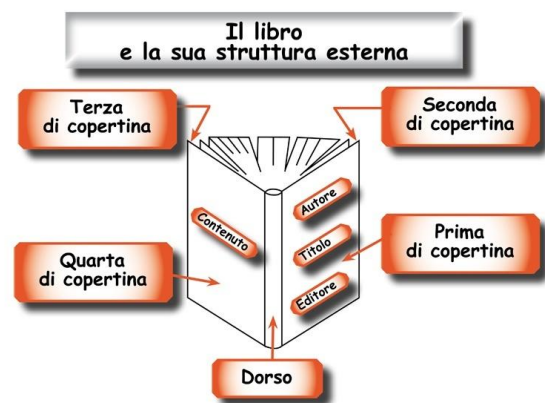 Il libro
e la sua struttura esterna
Terza
di copertina
Seconda
di copertina
Autore
Contenuto
Titolo
Prima
di copertina
Quarta
di copertina
Editore
Dorso